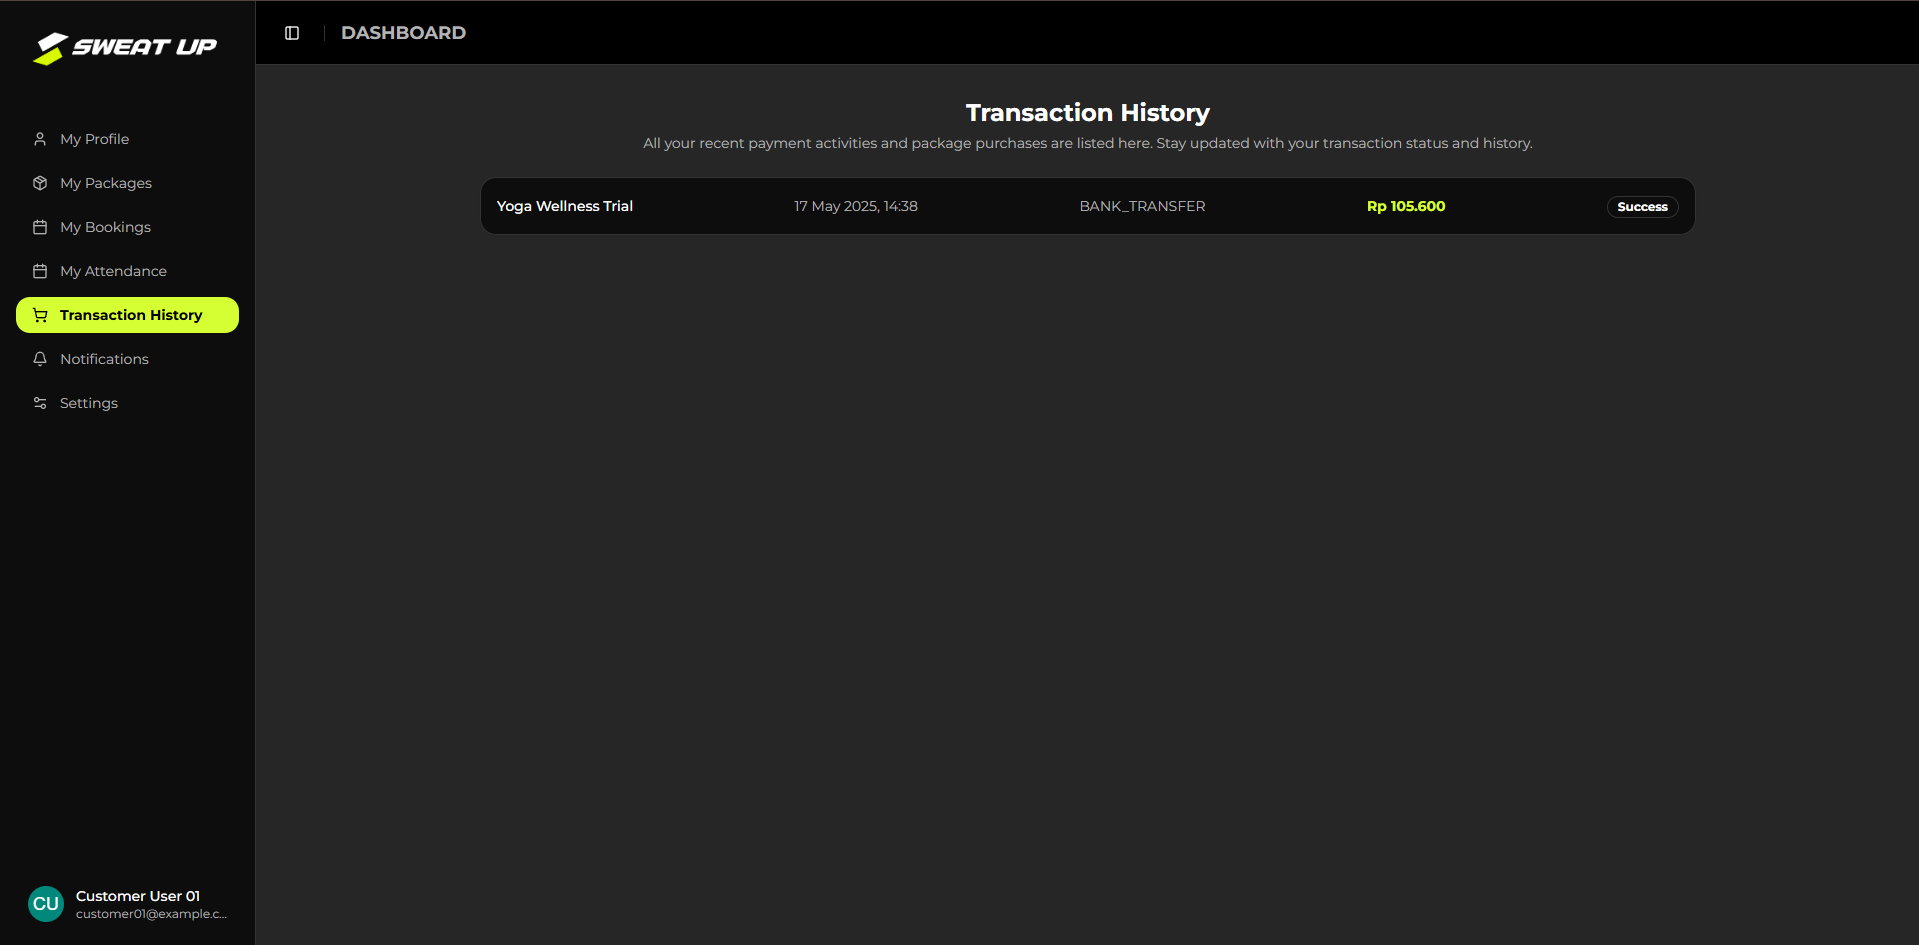 SWEAT UP
DASHBOARD
My Profile
My Packages
My Bookings
My Attendance
Transaction History
Notifications
Settings
Transaction History
All your recent payment activities and package purchases are listed here. Stay updated with your transaction status and history.
Yoga Wellness Trial 17 May 2025, 14:38 BANK_TRANSFER Rp 105.600 Success
CU
Customer User 01
customer01@example.c...